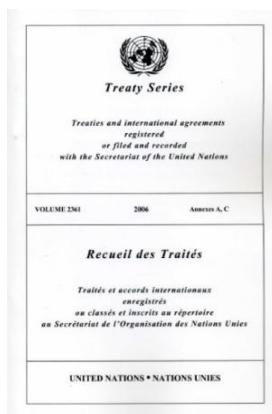 Treaty Series
Treaties and international agreements
registered
or filed and recorded
with the Secretariat of the United Nations
VOLUME 2361 2006 Annexes A, C
Recueil des Traités
Traités et accords internationaux
enregistrés
ou classés et inscrits au répertoire
au Secrétariat de l'Organisation des Nations Unies
UNITED NATIONS • NATIONS UNIES